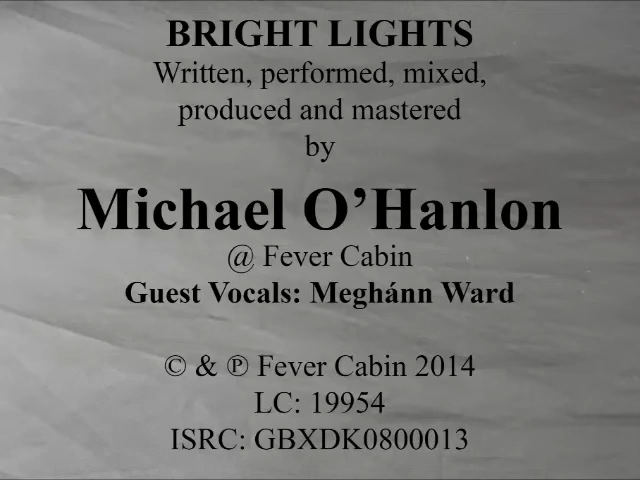 BRIGHT LIGHTS
Written, performed, mixed,
produced and mastered
by
Michael O’Hanlon
@ Fever Cabin
Guest Vocals: Meghánn Ward
© & ℗ Fever Cabin 2014
LC: 19954
ISRC: GBXDK0800013